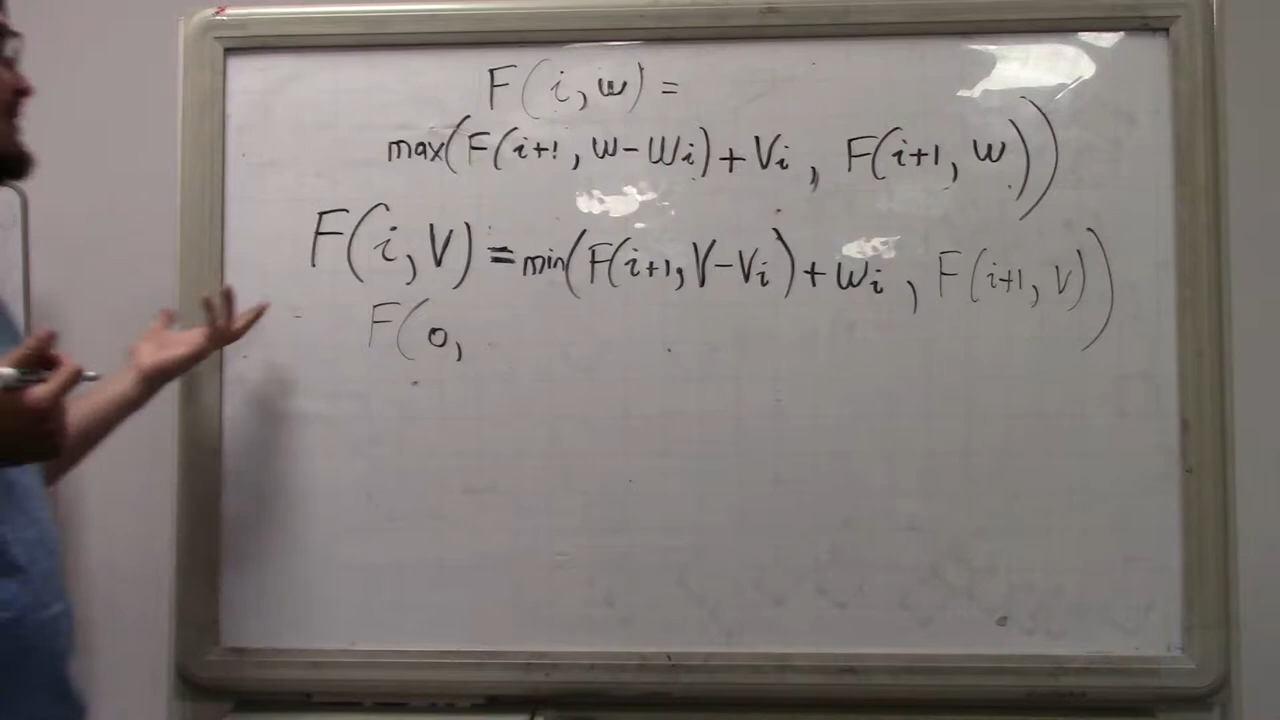 F(i, w) =
max(F(i+1, w-wi)+Vi, F(i+1, w))
F(i, V) = min(F(i+1, V-Vi)+wi, F(i+1, V))
F(0,